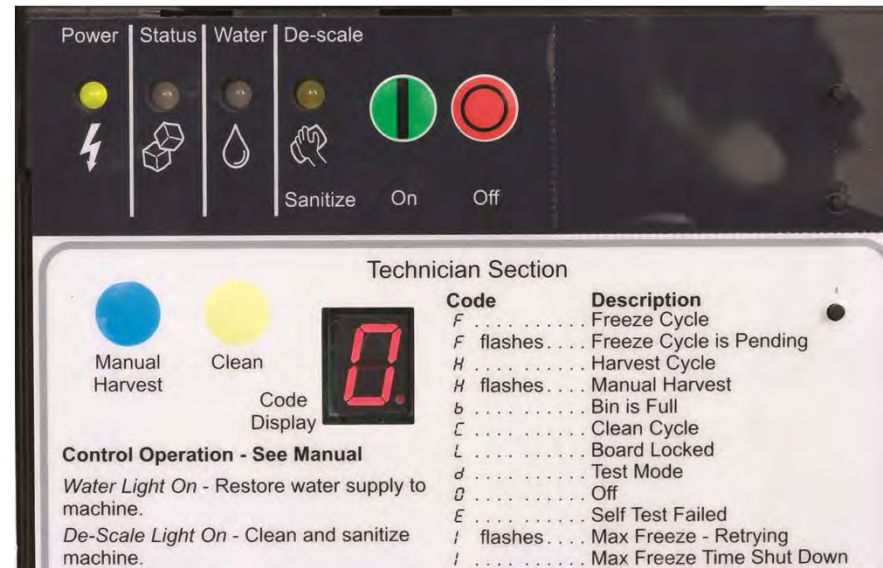 Power Status Water De-scale
Sanitize On Off
Technician Section
Manual Harvest
Clean
Code Display
0.
Control Operation - See Manual
Water Light On - Restore water supply to
machine.
De-Scale Light On - Clean and sanitize
machine.
Code Description
F . . . . . . . . . . Freeze Cycle
F flashes . . . . Freeze Cycle is Pending
H . . . . . . . . . . Harvest Cycle
H flashes . . . . Manual Harvest
b . . . . . . . . . . Bin is Full
C . . . . . . . . . . Clean Cycle
L . . . . . . . . . . Board Locked
d . . . . . . . . . . Test Mode
0 . . . . . . . . . . Off
E . . . . . . . . . . Self Test Failed
1 flashes . . . . Max Freeze - Retrying
1 . . . . . . . . . . Max Freeze Time Shut Down